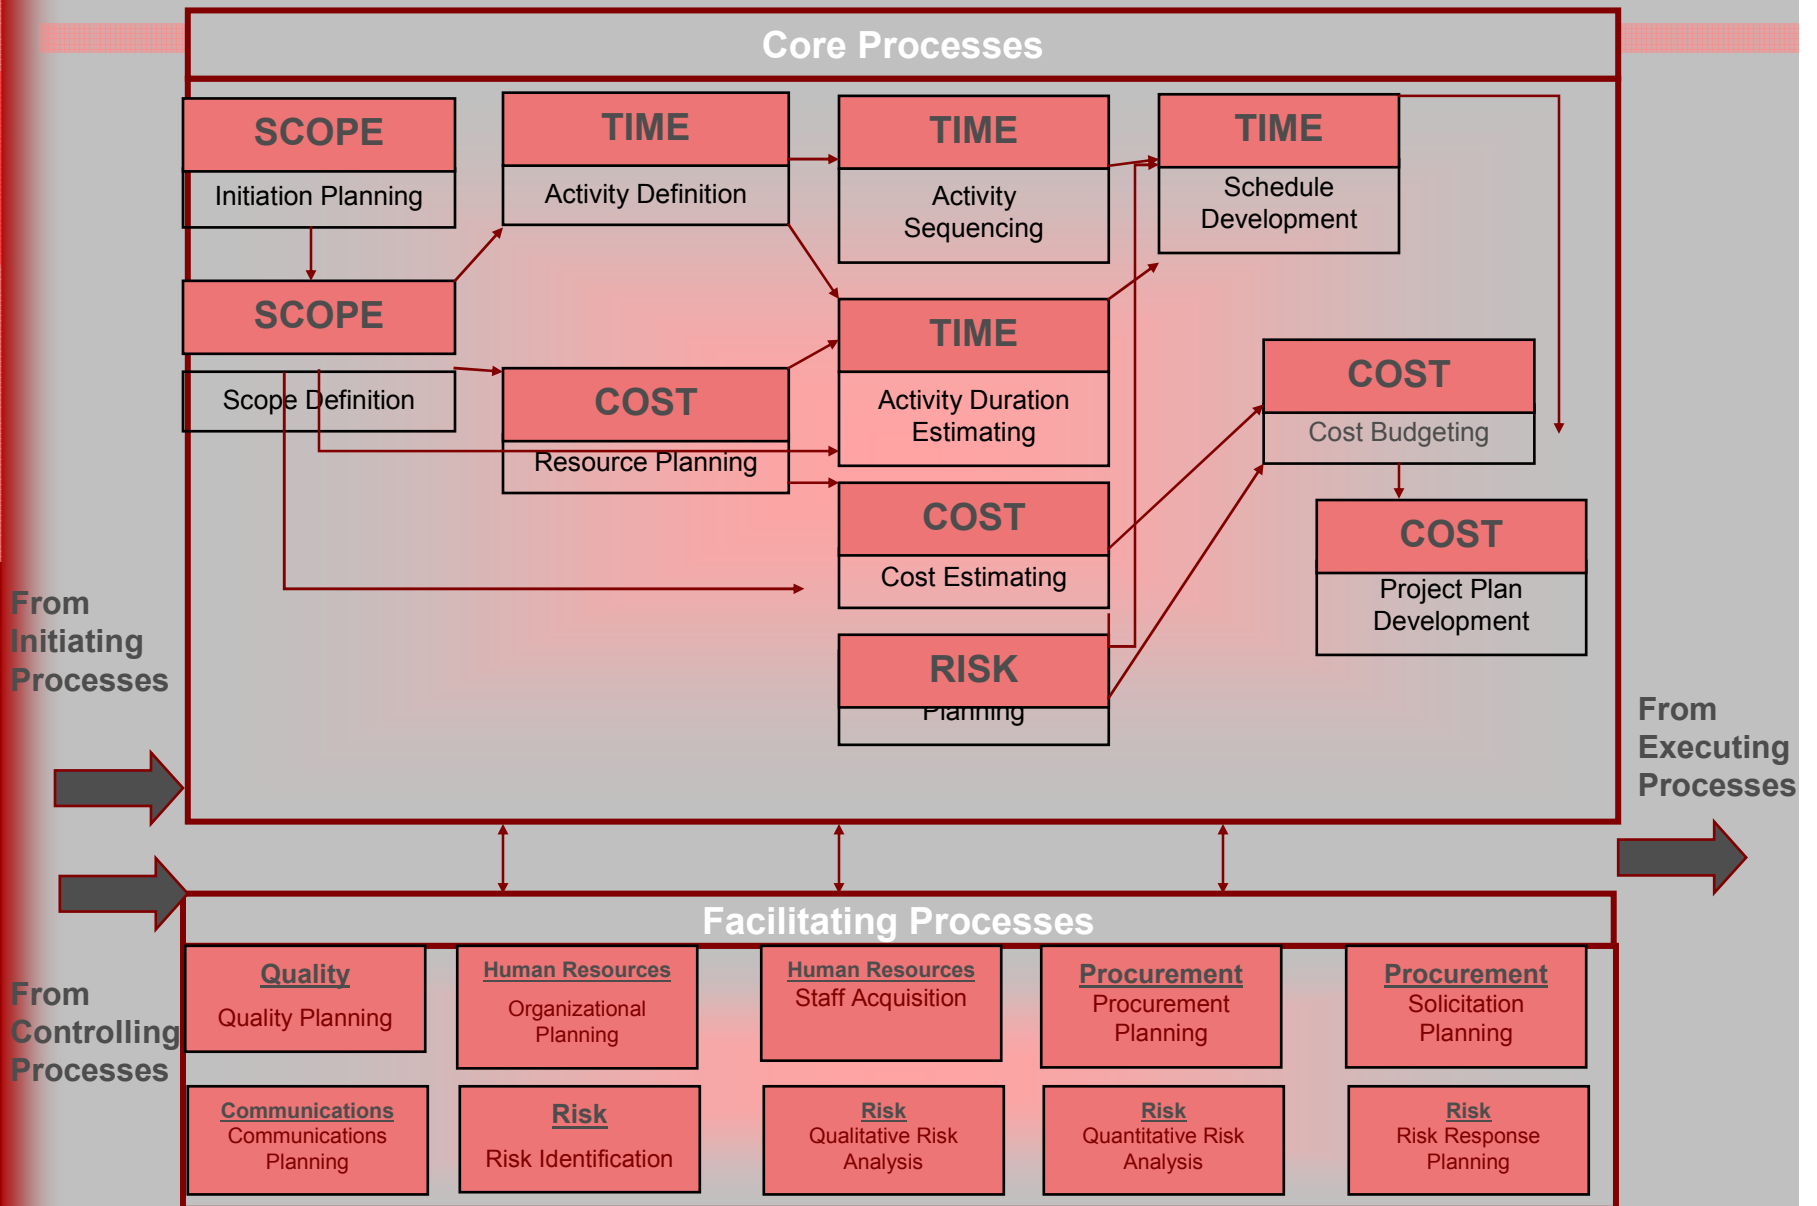 Core Processes
SCOPE
Initiation Planning
TIME
Activity Definition
TIME
Activity
Sequencing
TIME
Schedule
Development
SCOPE
Scope Definition
COST
Resource Planning
TIME
Activity Duration
Estimating
COST
Cost Budgeting
COST
Cost Estimating
COST
Project Plan
Development
RISK
Planning
From
Initiating
Processes
From
Executing
Processes
From
Controlling
Processes
Facilitating Processes
Quality
Quality Planning
Human Resources
Organizational
Planning
Human Resources
Staff Acquisition
Procurement
Procurement
Planning
Procurement
Solicitation
Planning
Communications
Communications
Planning
Risk
Risk Identification
Risk
Qualitative Risk
Analysis
Risk
Quantitative Risk
Analysis
Risk
Risk Response
Planning